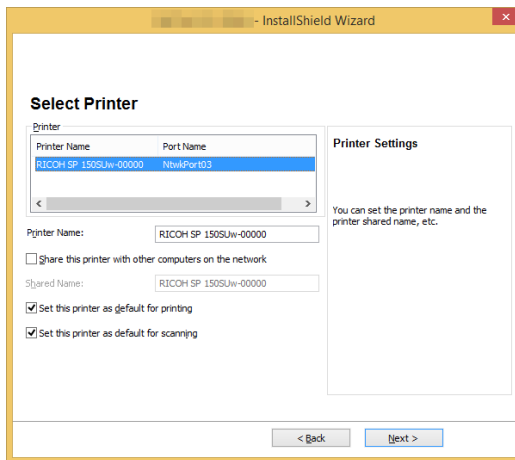 - InstallShield Wizard
Select Printer
Printer
Printer Name Port Name
RICOH SP 150SUw-00000 NtwkPort03
Printer Name: RICOH SP 150SUw-00000
Share this printer with other computers on the network
Shared Name: RICOH SP 150SUw-00000
Set this printer as default for printing
Set this printer as default for scanning
Printer Settings
You can set the printer name and the
printer shared name, etc.
< Back Next >